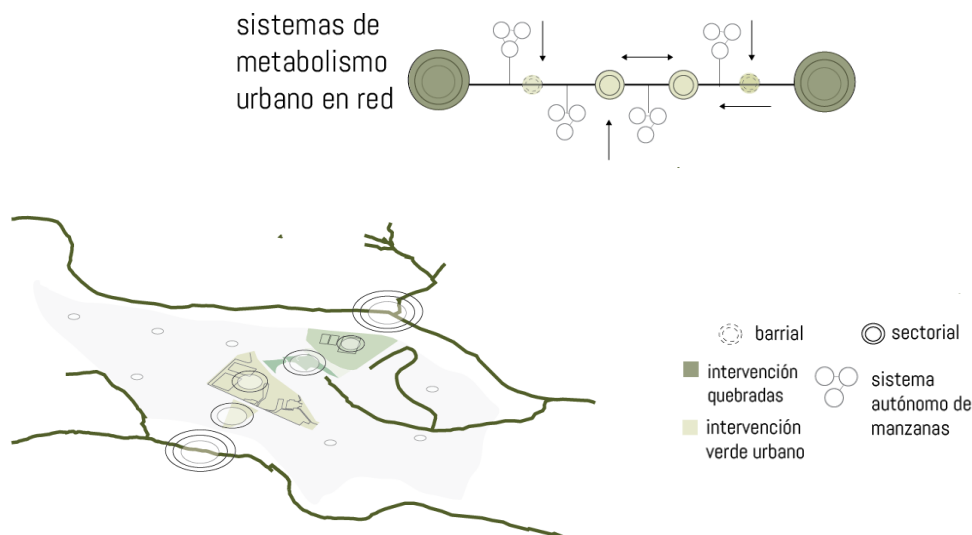 sistemas de
metabolismo
urbano en red
barrial
sectorial
intervención
quebradas
sistema
autónomo de
manzanas
intervención
verde urbano